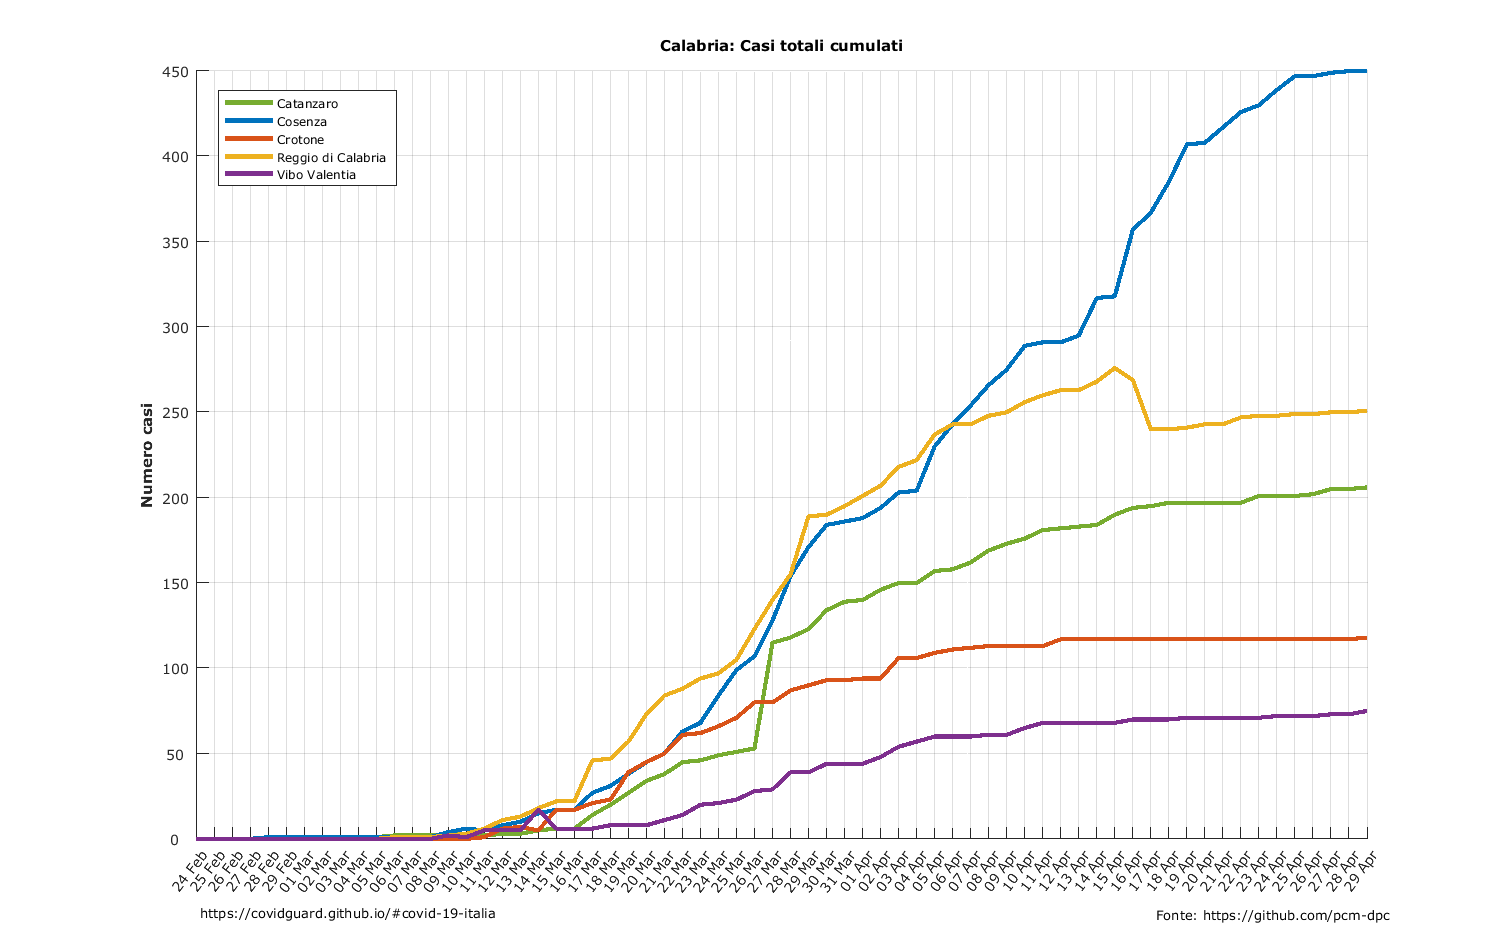 Calabria: Casi totali cumulati
450
400
350
300
250
200
150
100
50
0
Numero casi
Catanzaro
Cosenza
Crotone
Reggio di Calabria
Vibo Valentia
24 Feb
25 Feb
26 Feb
27 Feb
28 Feb
29 Feb
01 Mar
02 Mar
03 Mar
04 Mar
05 Mar
06 Mar
07 Mar
08 Mar
09 Mar
10 Mar
11 Mar
12 Mar
13 Mar
14 Mar
15 Mar
16 Mar
17 Mar
18 Mar
19 Mar
20 Mar
21 Mar
22 Mar
23 Mar
24 Mar
25 Mar
26 Mar
27 Mar
28 Mar
29 Mar
30 Mar
31 Mar
01 Apr
02 Apr
03 Apr
04 Apr
05 Apr
06 Apr
07 Apr
08 Apr
09 Apr
10 Apr
11 Apr
12 Apr
13 Apr
14 Apr
15 Apr
16 Apr
17 Apr
18 Apr
19 Apr
20 Apr
21 Apr
22 Apr
23 Apr
24 Apr
25 Apr
26 Apr
27 Apr
28 Apr
29 Apr
https://covidguard.github.io/#covid-19-italia
Fonte: https://github.com/pcm-dpc